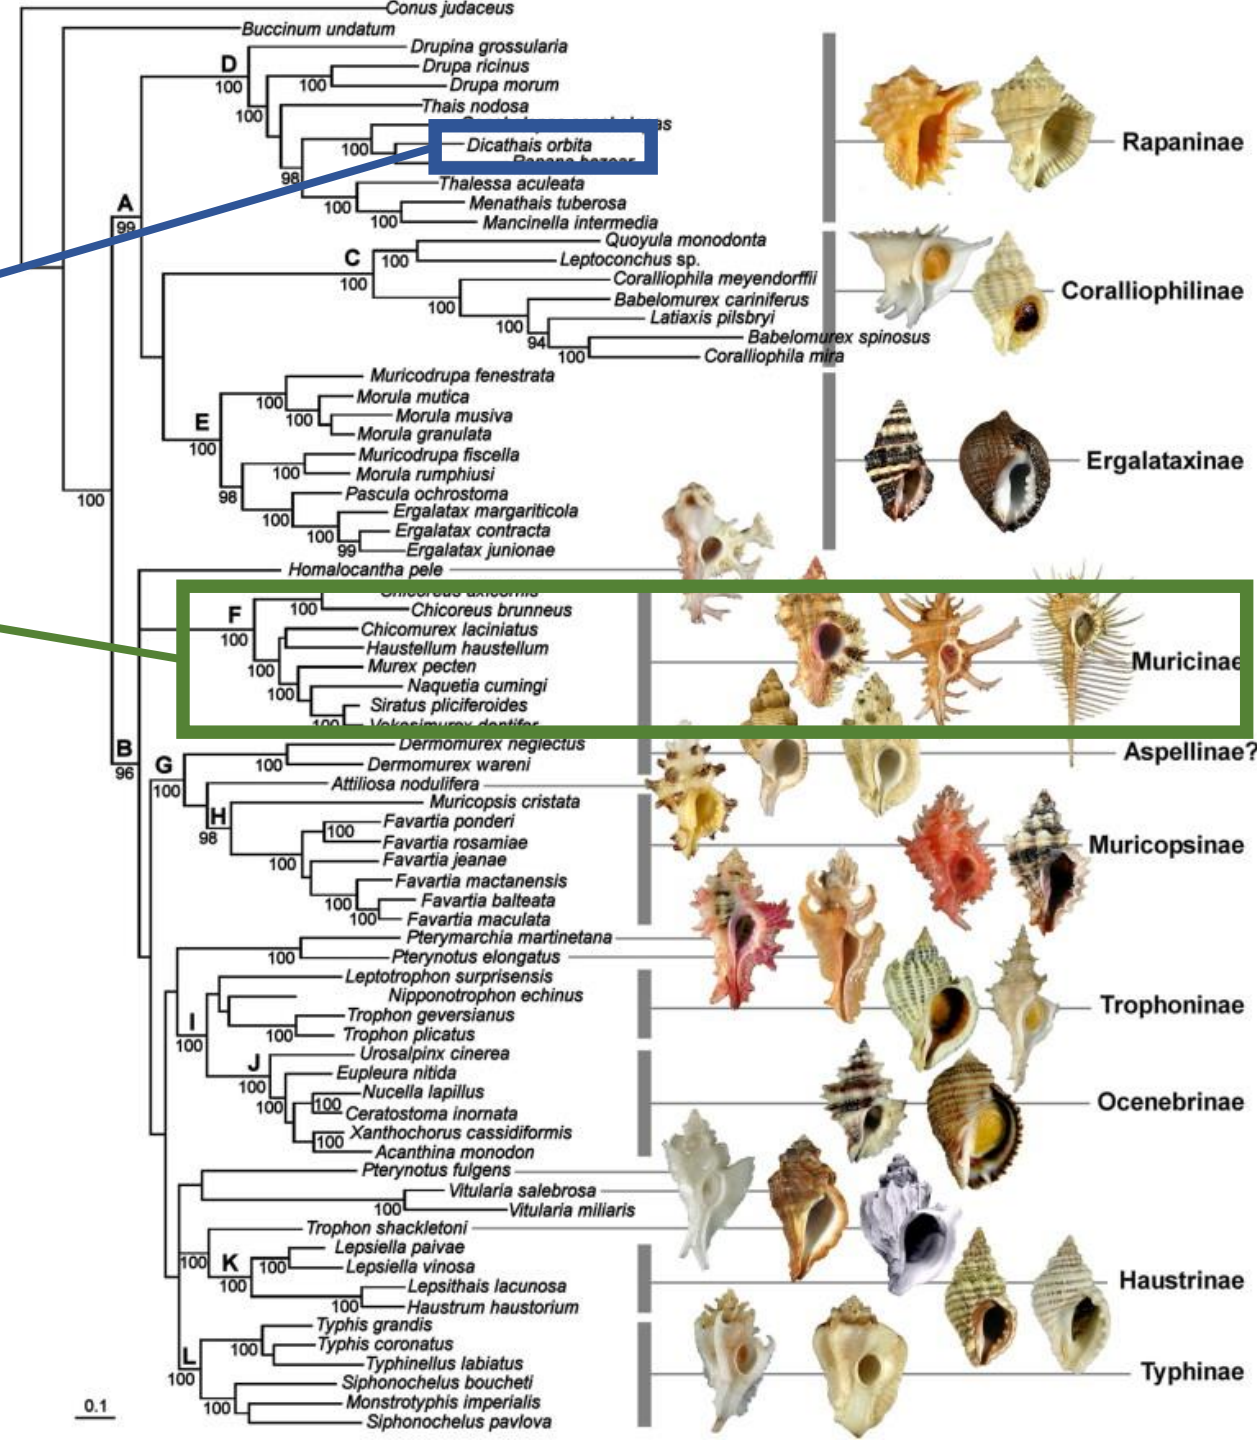 Conus judaceus
Buccinum undatum
Drupina grossularia
D
100
Drupa ricinus
100
Drupa morum
100
Thais nodosa
Dicathais orbita
100
98
Thalessa aculeata
100
Menathais tuberosa
100
Mancinella intermedia
Rapaninae
A
99
Quoyula monodonta
C
100
Leptoconchus sp.
100
Coralliophila meyendorffii
100
Babelomurex cariniferus
100
Latiaxis pilsbryi
94
Babelomurex spinosus
100
Coralliophila mira
Coralliophilinae
Muricodrupa fenestrata
100
Morula mutica
100
Morula musiva
E
100
Morula granulata
Muricodrupa fiscella
100
Morula rumphiusi
98
Pascula ochrostoma
100
Ergalatax margariticola
100
Ergalatax contracta
99
Ergalatax junionae
Ergalataxinae
100
Homalocantha pele
F
100
100
Chicoreus brunneus
Chicomurex laciniatus
Haustellum haustellum
100
Murex pecten
100
Naquetia cumingi
Siratus pliciferoides
100
Vokesimurex dentifer
Muricinae
B
96
Dermomurex neglectus
G
100
100
Dermomurex wareni
Aspellinae?
Attiliosa nodulifera
H
98
Muricopsis cristata
Favartia ponderi
100
Favartia rosamiae
100
Favartia jeanae
Favartia mactanensis
100
Favartia balteata
100
Favartia maculata
Muricopsinae
Pterymarchia martinetana
100
Pterynotus elongatus
Leptotrophon surprisensis
Nipponotrophon echinus
I
100
Trophon geversianus
100
Trophon plicatus
Trophoninae
J
100
Urosalpinx cinerea
Eupleura nitida
100
Nucella lapillus
100
Ceratostoma inornata
Xanthochorus cassidiformis
100
Acanthina monodon
Ocenebrinae
Pterynotus fulgens
Vitularia salebrosa
100
Vitularia miliaris
Trophon shackletoni
100
K
100
Lepsiella paivae
100
Lepsiella vinosa
Lepsithais lacunosa
100
Haustrum haustorium
Haustrinae
Typhis grandis
100
Typhis coronatus
Typhinellus labiatus
L
100
Siphonochelus boucheti
100
Monstrotyphis imperialis
Siphonochelus pavlova
Typhinae
0.1